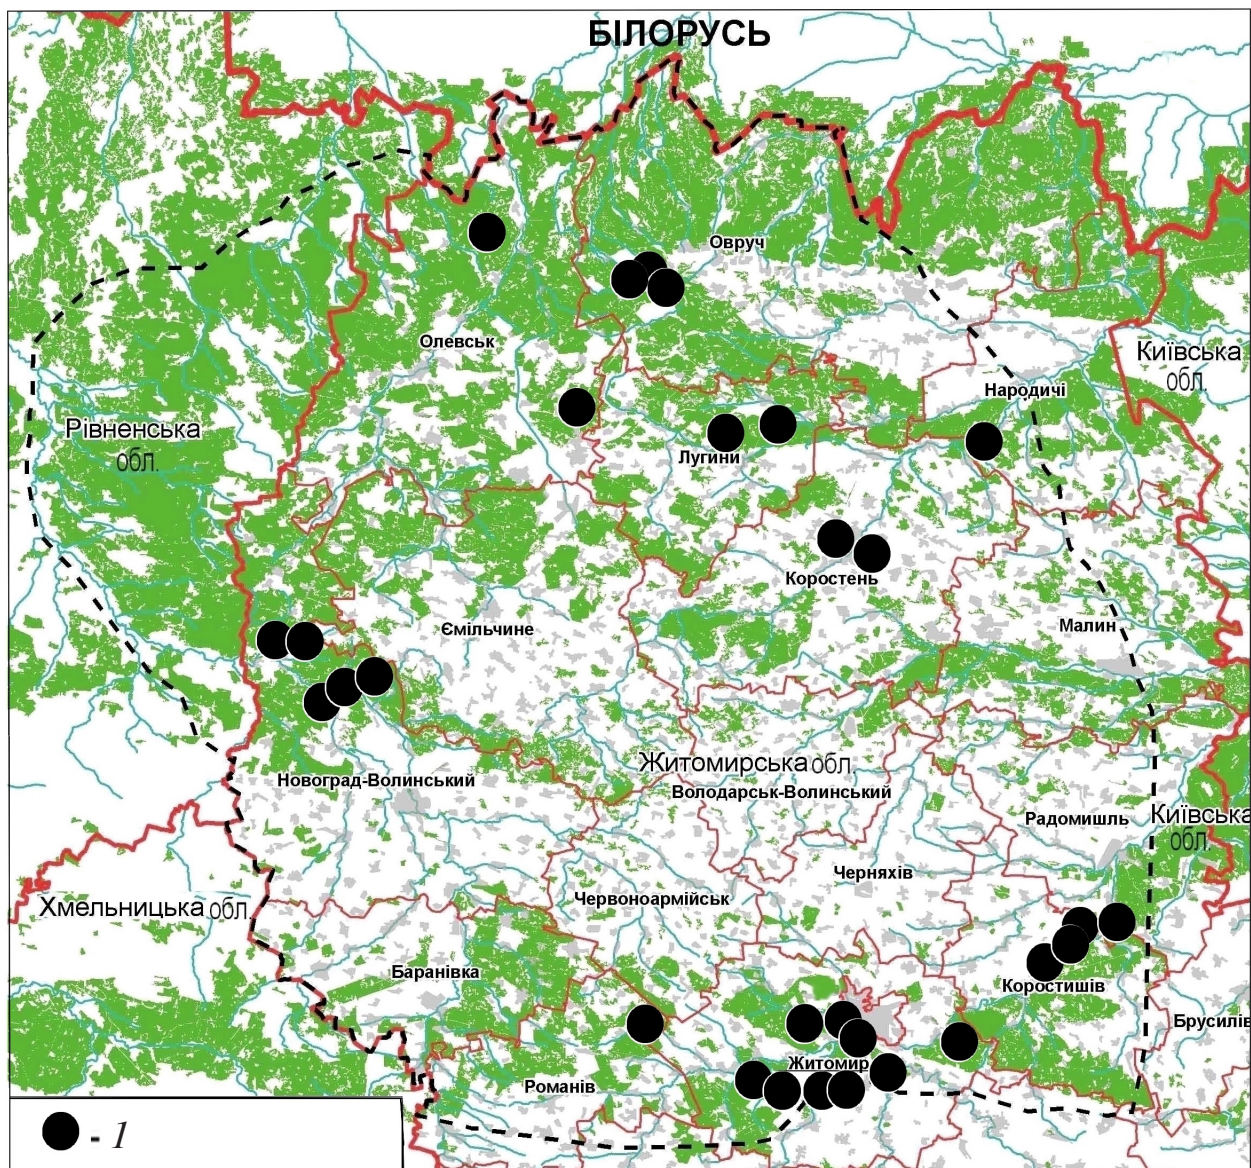 БІЛОРУСЬ
Овруч
Олевськ
Київська
обл.
Народичі
Рівненська
обл.
Лугини
Коростень
Ємільчине
Малин
Житомирська обл.
Новоград-Волинський
Володарськ-Волинський
Радомишль
Київська
обл.
Черняхів
Червоноармійськ
Хмельницька обл.
Баранівка
Коростишів
Брусилів
Житомир
Романів
- 1